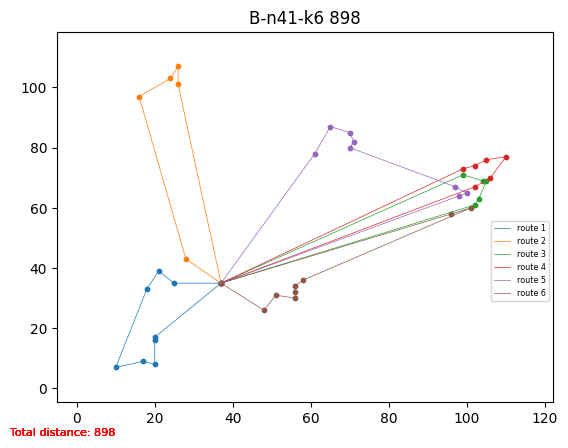 B-n41-k6 898
100
80
60
40
20
0
0 20 40 60 80 100 120
route 1
route 2
route 3
route 4
route 5
route 6
Total distance: 898